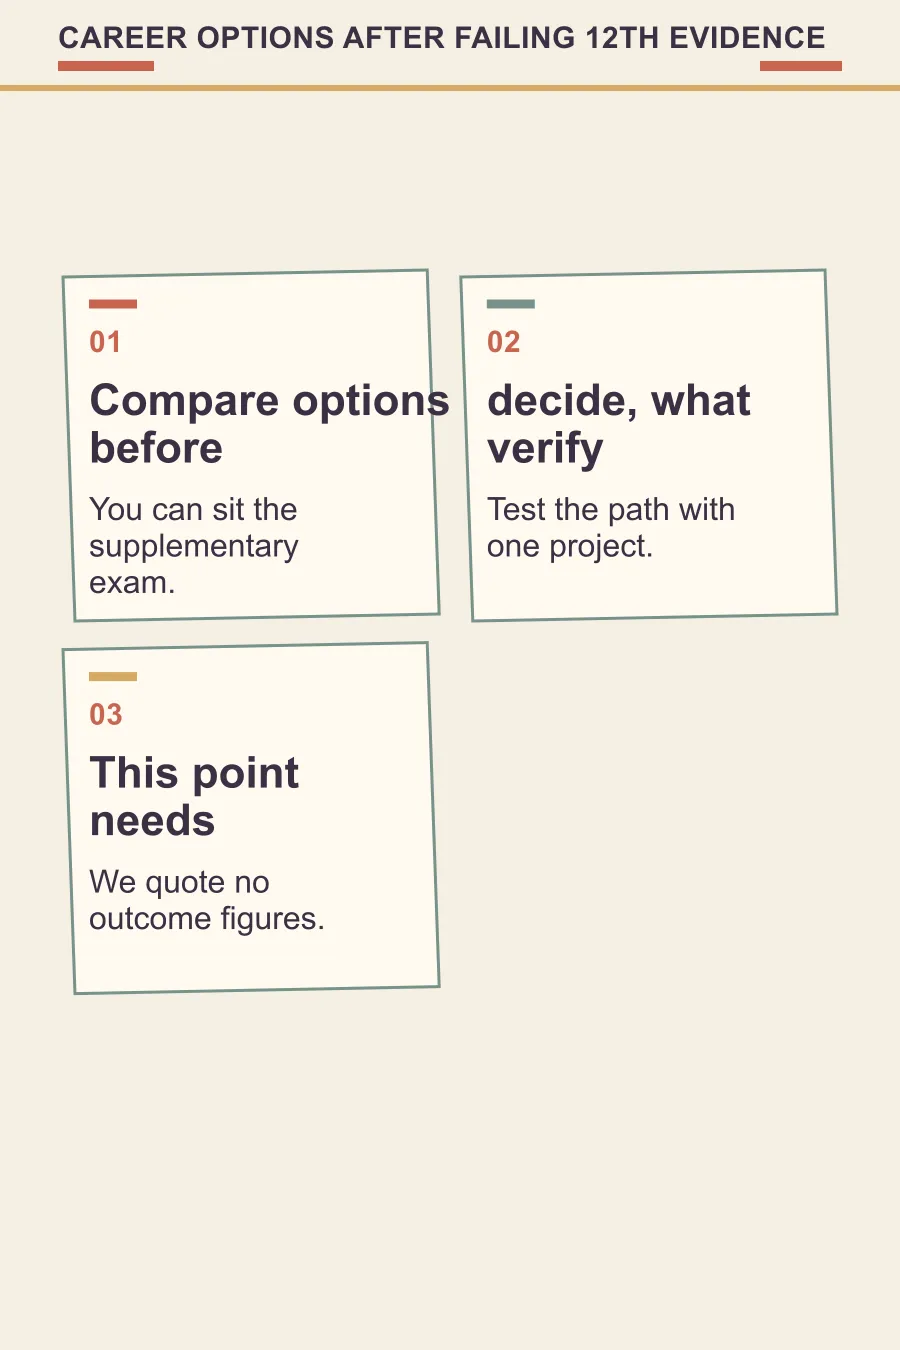 CAREER OPTIONS AFTER FAILING 12TH EVIDENCE
01
Compare options
before
You can sit the
supplementary
exam.
02
decide, what
verify
Test the path with
one project.
03
This point
needs
We quote no
outcome figures.